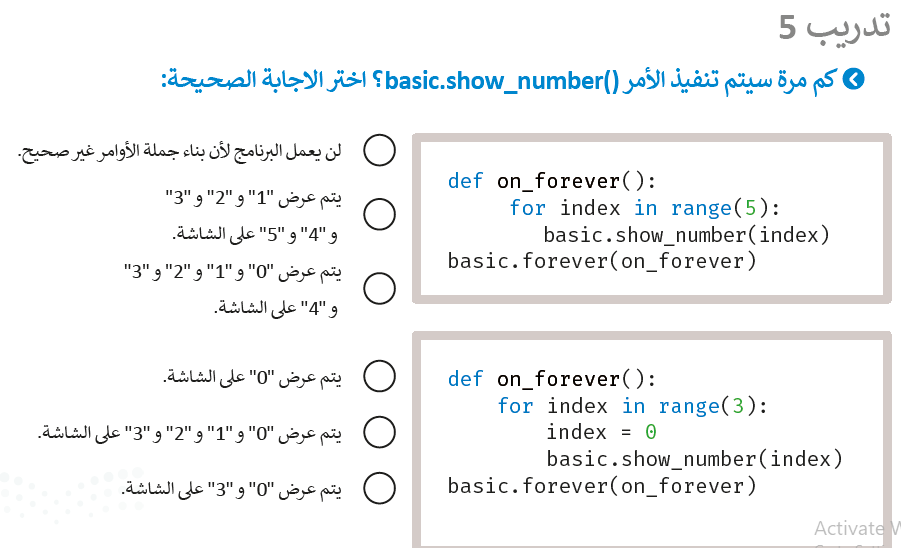 تدريب 5
كم مرة سيتم تنفيذ الأمر basic.show_number()؟ اختر الاجابة الصحيحة:
def on_forever():
for index in range(5):
basic.show_number(index)
basic.forever(on_forever)
لن يعمل البرنامج لأن بناء جملة الأوامر غير صحيح.
يتم عرض "1" و "2" و "3"
و "4" و "5" على الشاشة.
يتم عرض "0" و "1" و "2" و "3"
و "4" على الشاشة.
def on_forever():
for index in range(3):
index = 0
basic.show_number(index)
basic.forever(on_forever)
يتم عرض "0" على الشاشة.
يتم عرض "0" و "1" و "2" و "3" على الشاشة.
يتم عرض "0" و "3" على الشاشة.
Activate